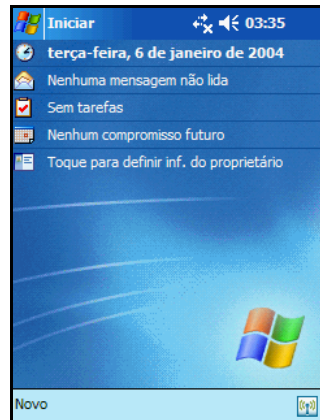 Iniciar 03:35
terça-feira, 6 de janeiro de 2004
Nenhuma mensagem não lida
Sem tarefas
Nenhum compromisso futuro
Toque para definir inf. do proprietário
Novo